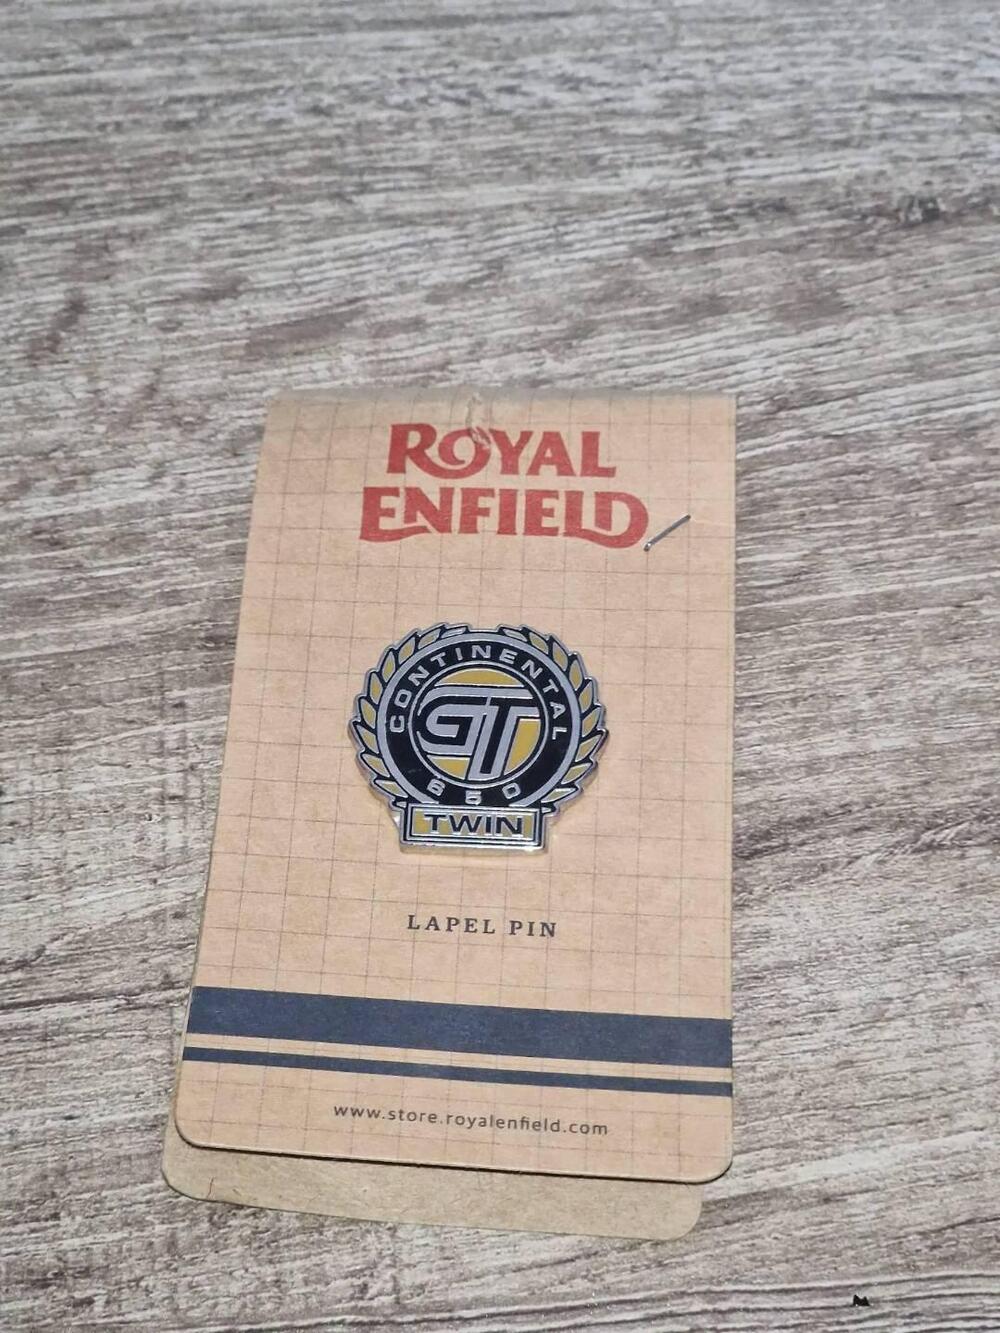 ROYAL
ENFIELD
CONTINENTAL
GT
650
TWIN
LAPEL PIN
www.store.royalenfield.com